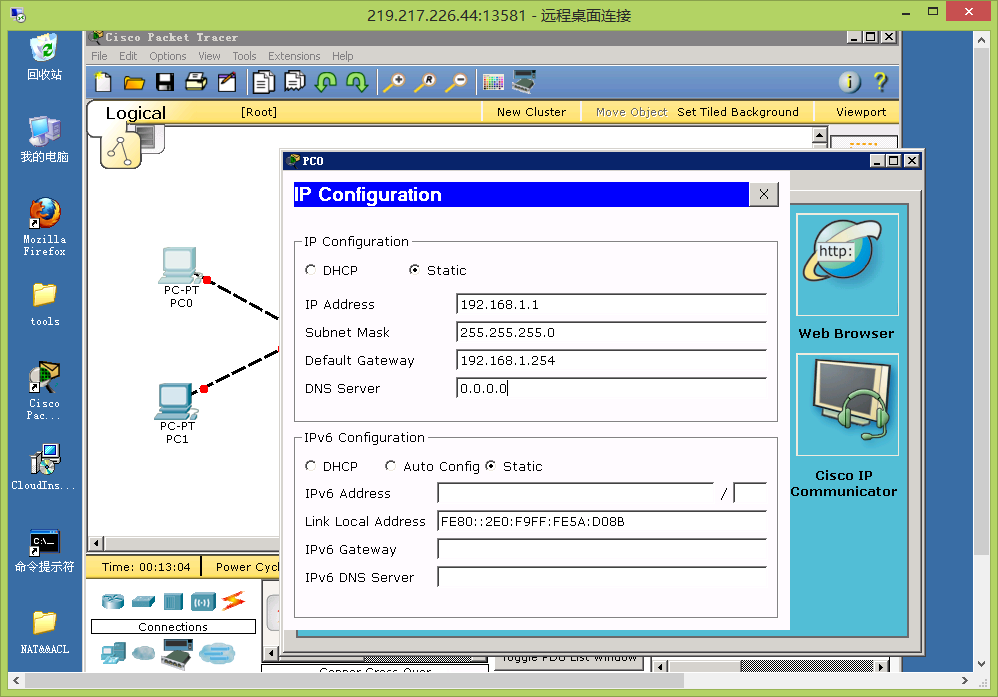 219.217.226.44:13581 - 远程桌面连接
回收站
我的电脑
Mozilla
Firefox
tools
Cisco
Pac...
CloudIns...
C:\_
命令提示符
NAT&&ACL
Cisco Packet Tracer
File Edit Options View Tools Extensions Help
Logical [Root] New Cluster Move Object Set Tiled Background Viewport
PC-PT
PC0
PC-PT
PC1
Time: 00:13:04 Power Cycl
Connections
PC0
IP Configuration X
IP Configuration
DHCP Static
IP Address 192.168.1.1
Subnet Mask 255.255.255.0
Default Gateway 192.168.1.254
DNS Server 0.0.0.0
IPv6 Configuration
DHCP Auto Config Static
IPv6 Address /
Link Local Address FE80::2E0:F9FF:FE5A:D08B
IPv6 Gateway
IPv6 DNS Server
http:
Web Browser
Cisco IP
Communicator
Copper Cross-Over
Toggle PDU List Window